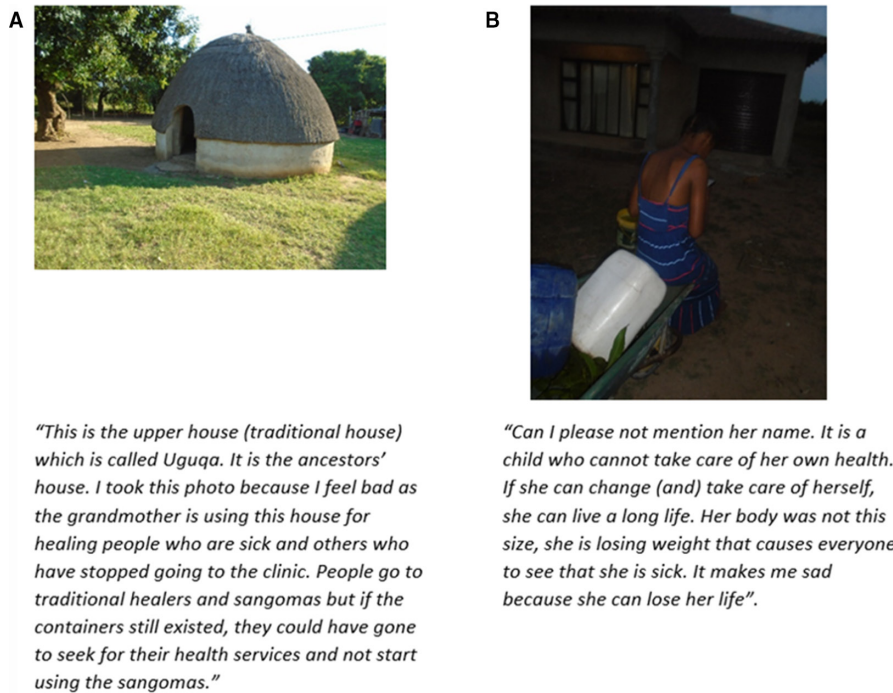 A
B
“This is the upper house (traditional house)
which is called Uguqa. It is the ancestors’
house. I took this photo because I feel bad as
the grandmother is using this house for
healing people who are sick and others who
have stopped going to the clinic. People go to
traditional healers and sangomas but if the
containers still existed, they could have gone
to seek for their health services and not start
using the sangomas.”
“Can I please not mention her name. It is a
child who cannot take care of her own health.
If she can change (and) take care of herself,
she can live a long life. Her body was not this
size, she is losing weight that causes everyone
to see that she is sick. It makes me sad
because she can lose her life”.